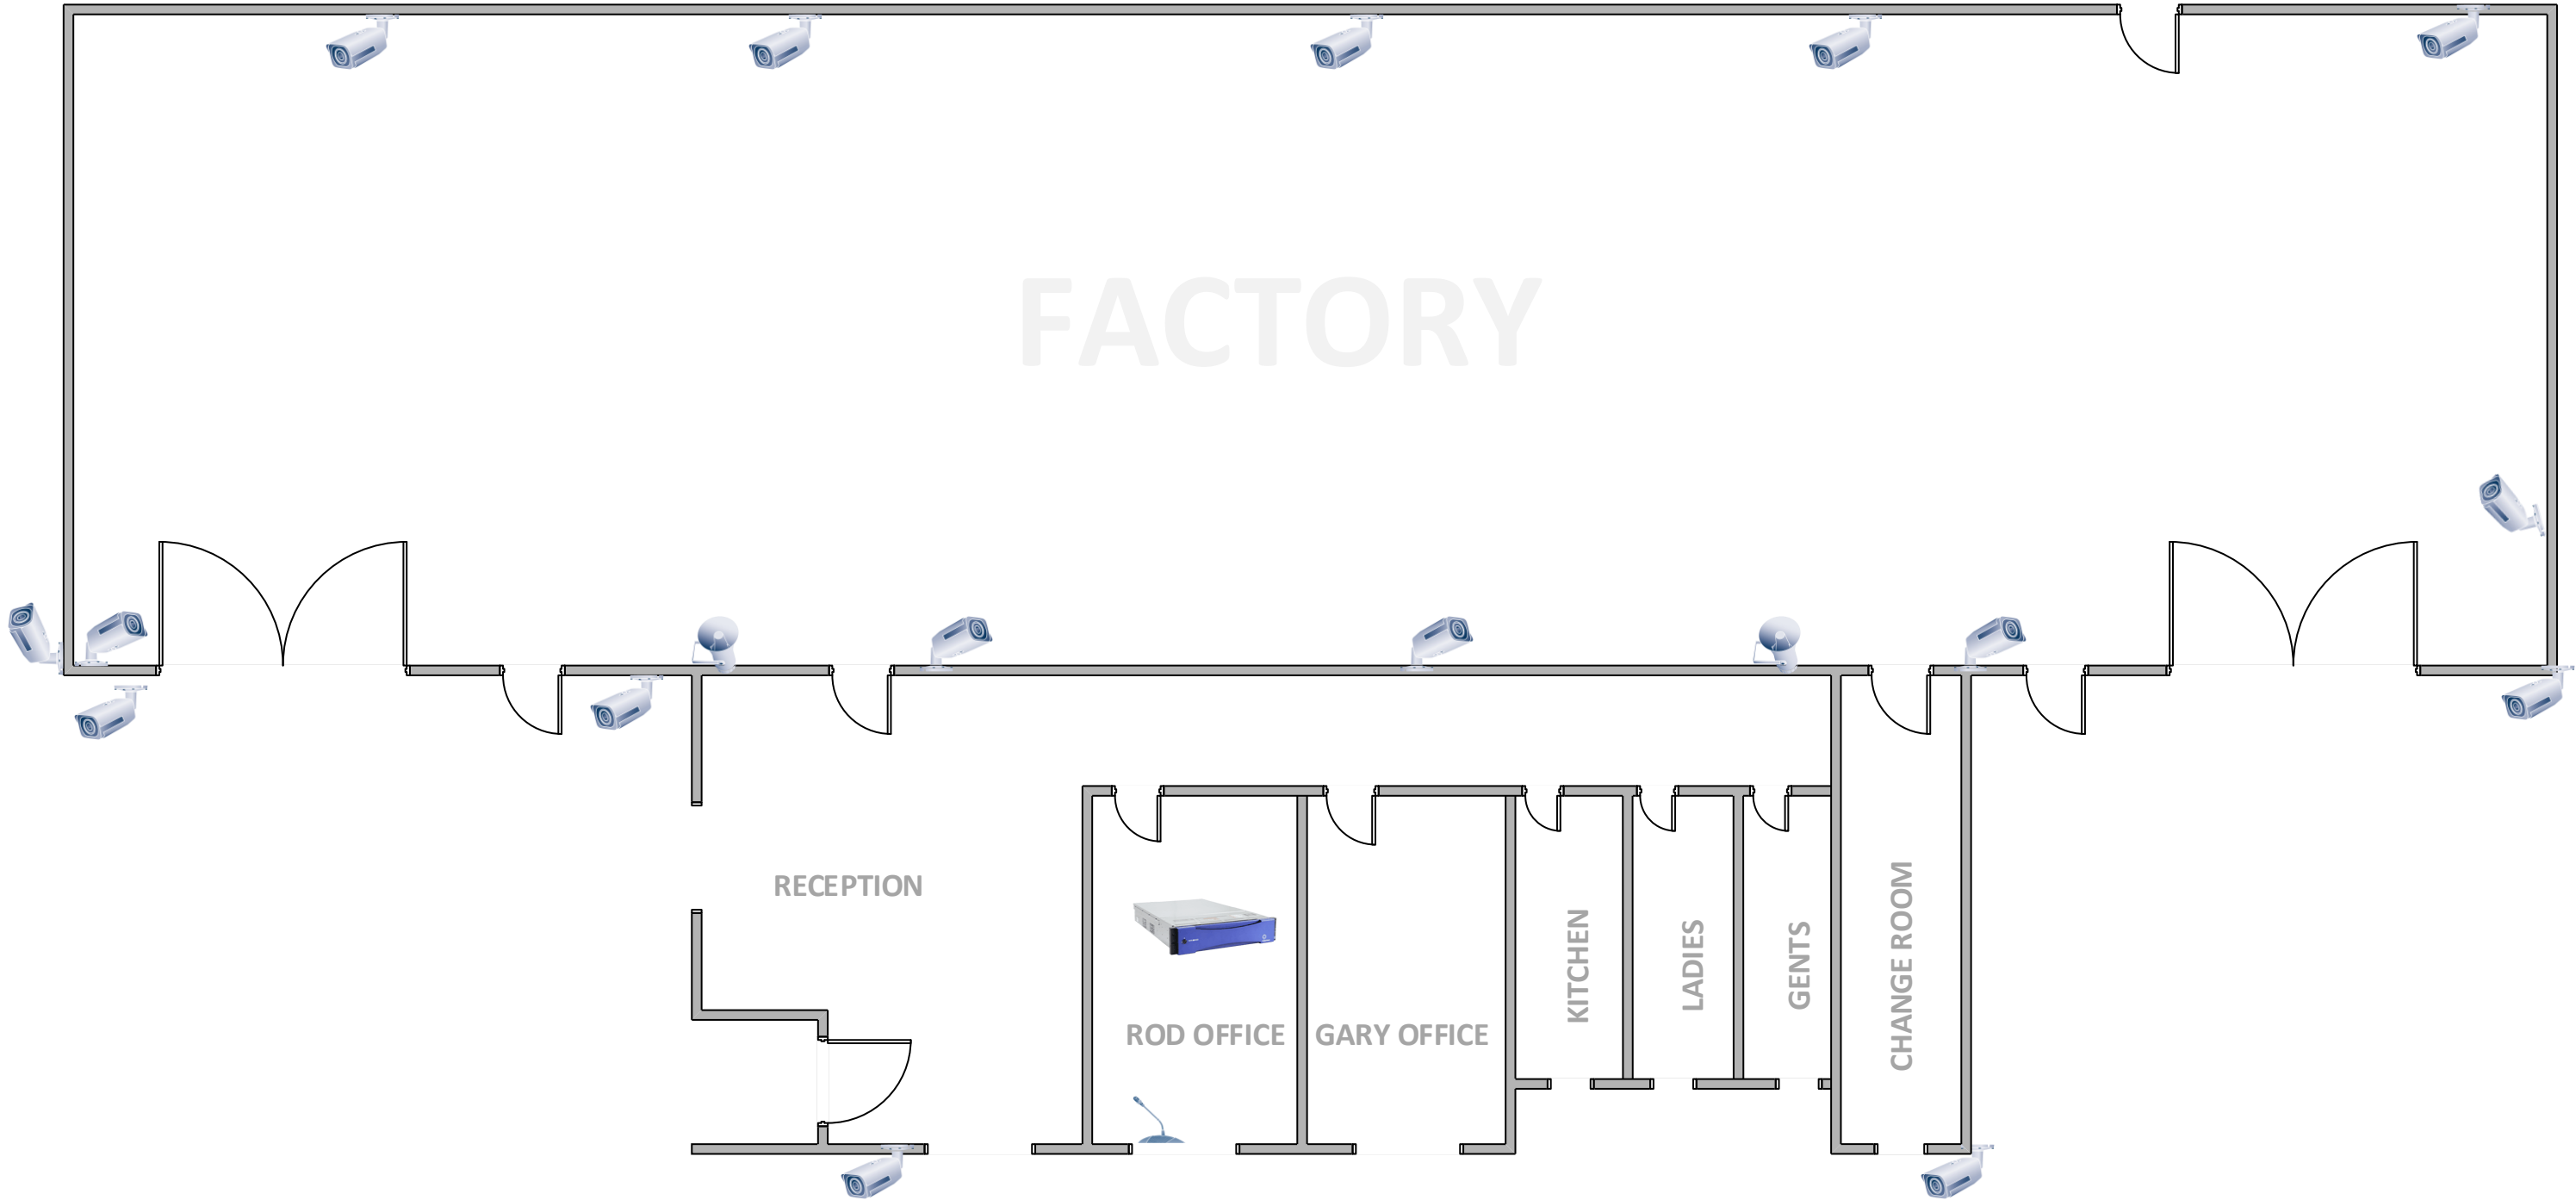 FACTORY
RECEPTION
ROD OFFICE
GARY OFFICE
KITCHEN
LADIES
GENTS
CHANGE ROOM